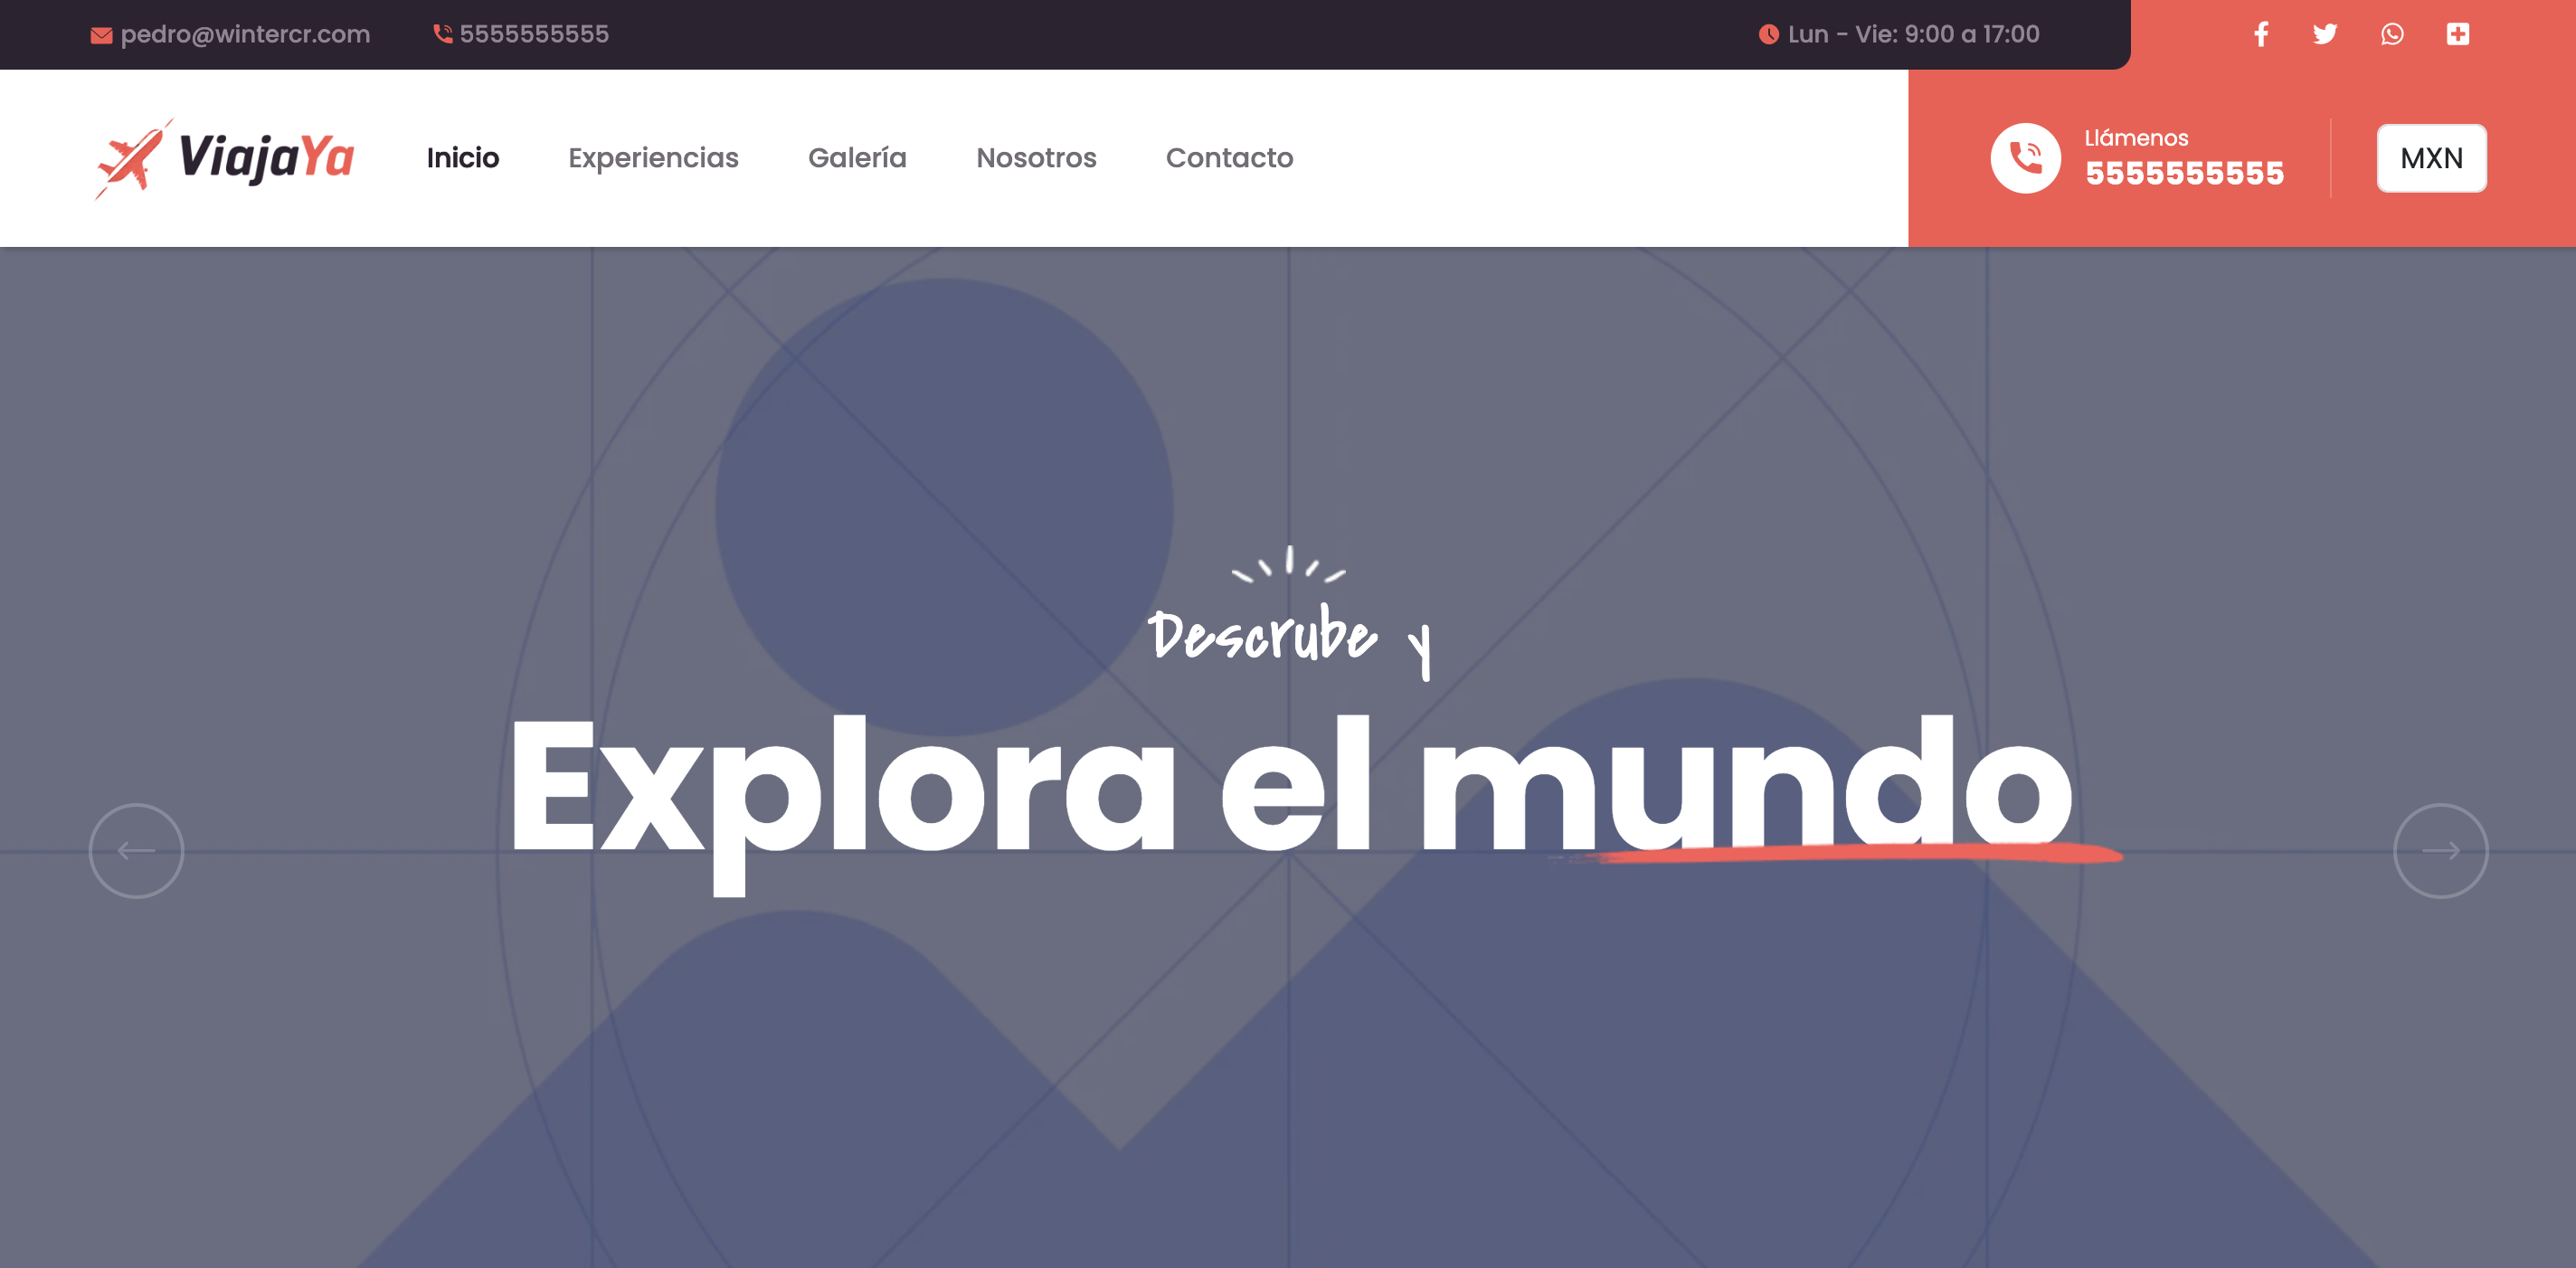 pedro@wintercr.com 5555555555 Lun - Vie: 9:00 a 17:00
ViajaYa Inicio Experiencias Galería Nosotros Contacto
Llámenos
5555555555
MXN
Descrube y
Explora el mundo